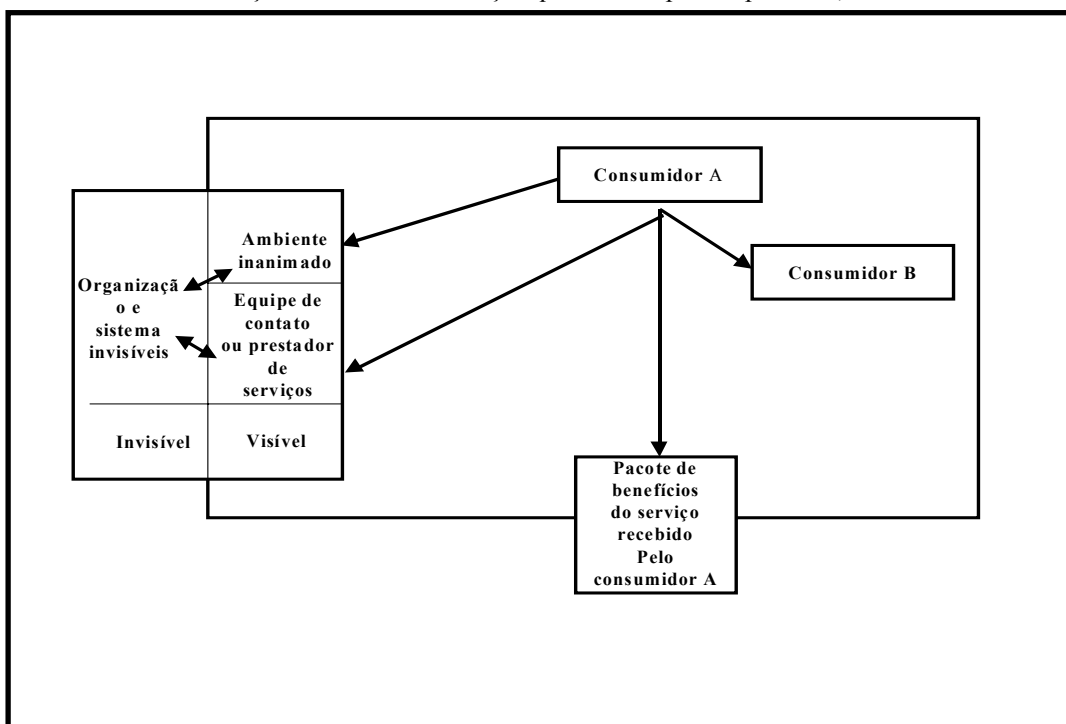 Consumidor A
Ambiente
inanimado
Consumidor B
Organizaçã
o e
sistema
invisíveis
Equipe de
contato
ou prestador
de
serviços
Invisível
Visível
Pacote de
benefícios
do serviço
recebido
Pelo
consumidor A